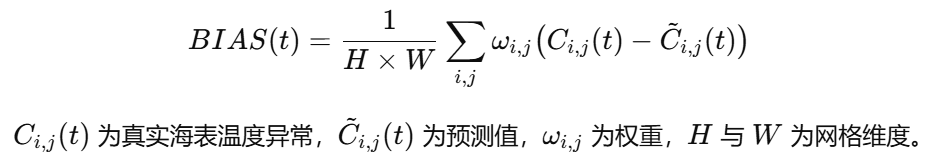 $$BIAS(t) = \frac{1}{H \times W} \sum_{i,j} \omega_{i,j} \big( C_{i,j}(t) - \tilde{C}_{i,j}(t) \big)$$
$C_{i,j}(t)$ 为真实海表温度异常，$\tilde{C}_{i,j}(t)$ 为预测值，$\omega_{i,j}$ 为权重，$H$ 与 $W$ 为网格维度。